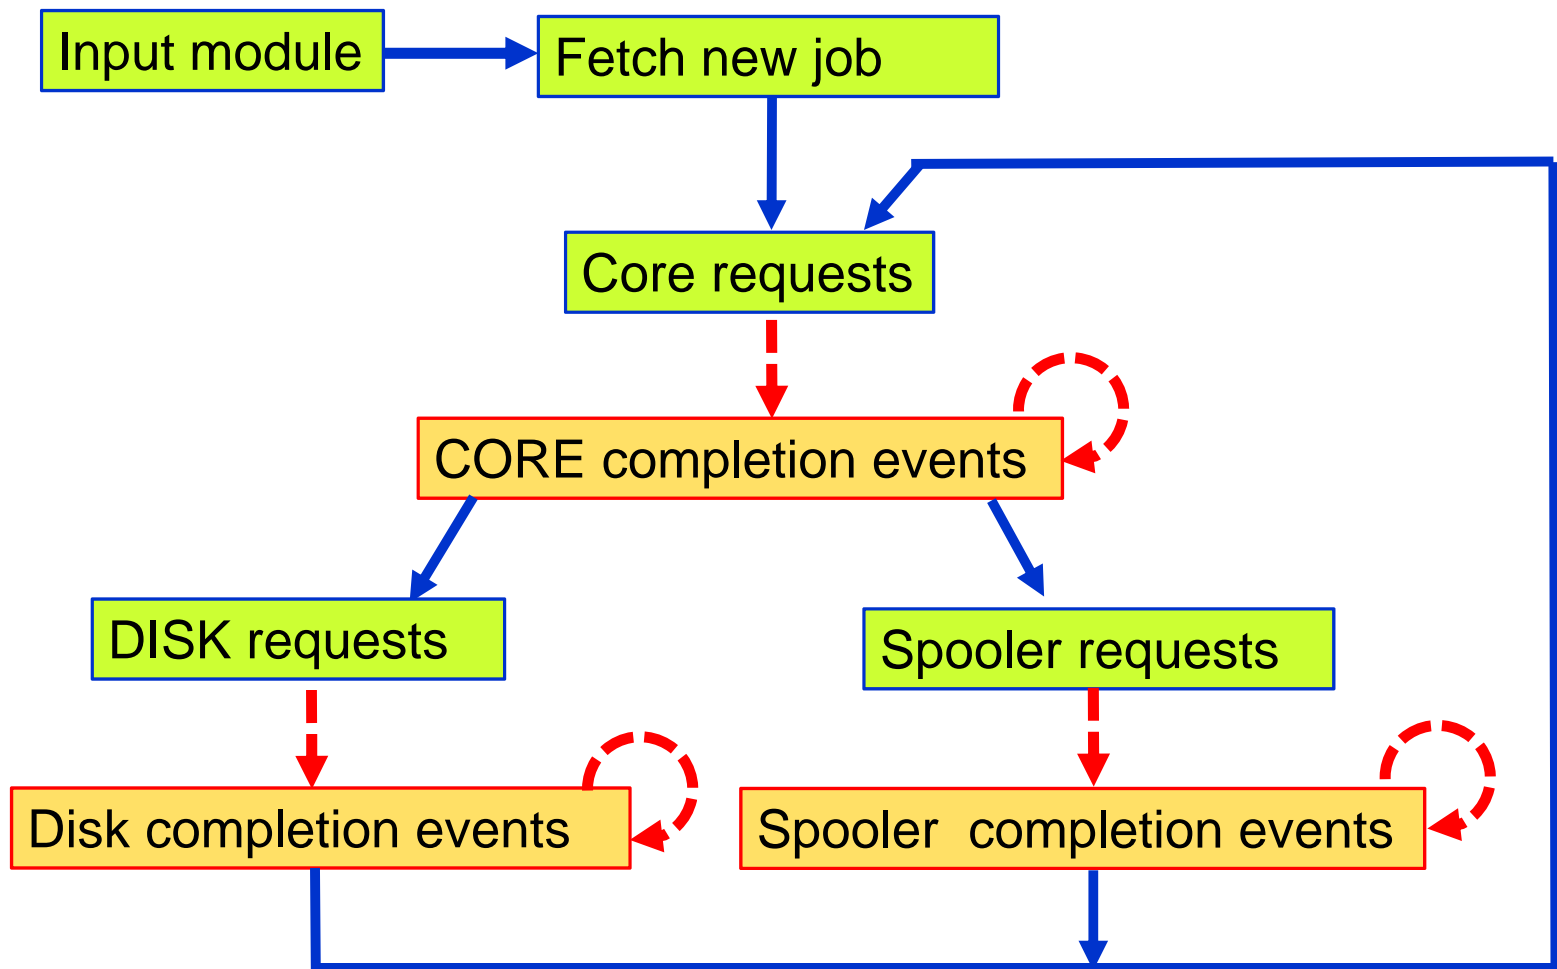 Input module
Fetch new job
Core requests
CORE completion events
DISK requests
Spooler requests
Disk completion events
Spooler  completion events